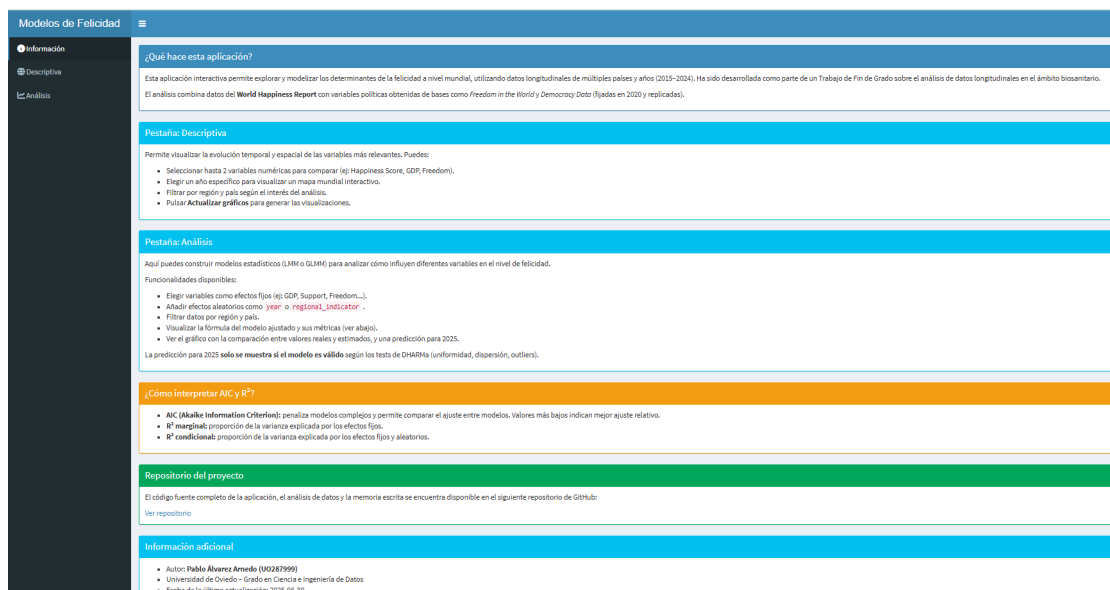 Modelos de Felicidad
Información
Descriptiva
Análisis
¿Qué hace esta aplicación?
Esta aplicación interactiva permite explorar y modelizar los determinantes de la felicidad a nivel mundial, utilizando datos longitudinales de múltiples países y años (2015–2024). Ha sido desarrollada como parte de un Trabajo de Fin de Grado sobre el análisis de datos longitudinales en el ámbito biosanitario.
El análisis combina datos del World Happiness Report con variables políticas obtenidas de bases como Freedom in the World y Democracy Data (fijadas en 2020 y replicadas).
Pestaña: Descriptiva
Permite visualizar la evolución temporal y espacial de las variables más relevantes. Puedes:
• Seleccionar hasta 2 variables numéricas para comparar (ej: Happiness Score, GDP, Freedom).
• Elegir un año específico para visualizar un mapa mundial interactivo.
• Filtrar por región y país según el interés del análisis.
• Pulsar Actualizar gráficos para generar las visualizaciones.
Pestaña: Análisis
Aquí puedes construir modelos estadísticos (LMM o GLMM) para analizar cómo influyen diferentes variables en el nivel de felicidad.
Funcionalidades disponibles:
• Elegir variables como efectos fijos (ej: GDP, Support, Freedom...).
• Añadir efectos aleatorios como year o regional_indicator .
• Filtrar datos por región y país.
• Visualizar la fórmula del modelo ajustado y sus métricas (ver abajo).
• Ver el gráfico con la comparación entre valores reales y estimados, y una predicción para 2025.
La predicción para 2025 solo se muestra si el modelo es válido según los tests de DHARMa (uniformidad, dispersión, outliers).
¿Cómo interpretar AIC y R²?
• AIC (Akaike Information Criterion): penaliza modelos complejos y permite comparar el ajuste entre modelos. Valores más bajos indican mejor ajuste relativo.
• R² marginal: proporción de la varianza explicada por los efectos fijos.
• R² condicional: proporción de la varianza explicada por los efectos fijos y aleatorios.
Repositorio del proyecto
El código fuente completo de la aplicación, el análisis de datos y la memoria escrita se encuentra disponible en el siguiente repositorio de GitHub:
Ver repositorio
Información adicional
• Autor: Pablo Álvarez Arnedo (UO287999)
• Universidad de Oviedo – Grado en Ciencia e Ingeniería de Datos
• Fecha de la última actualización: 2025-06-30